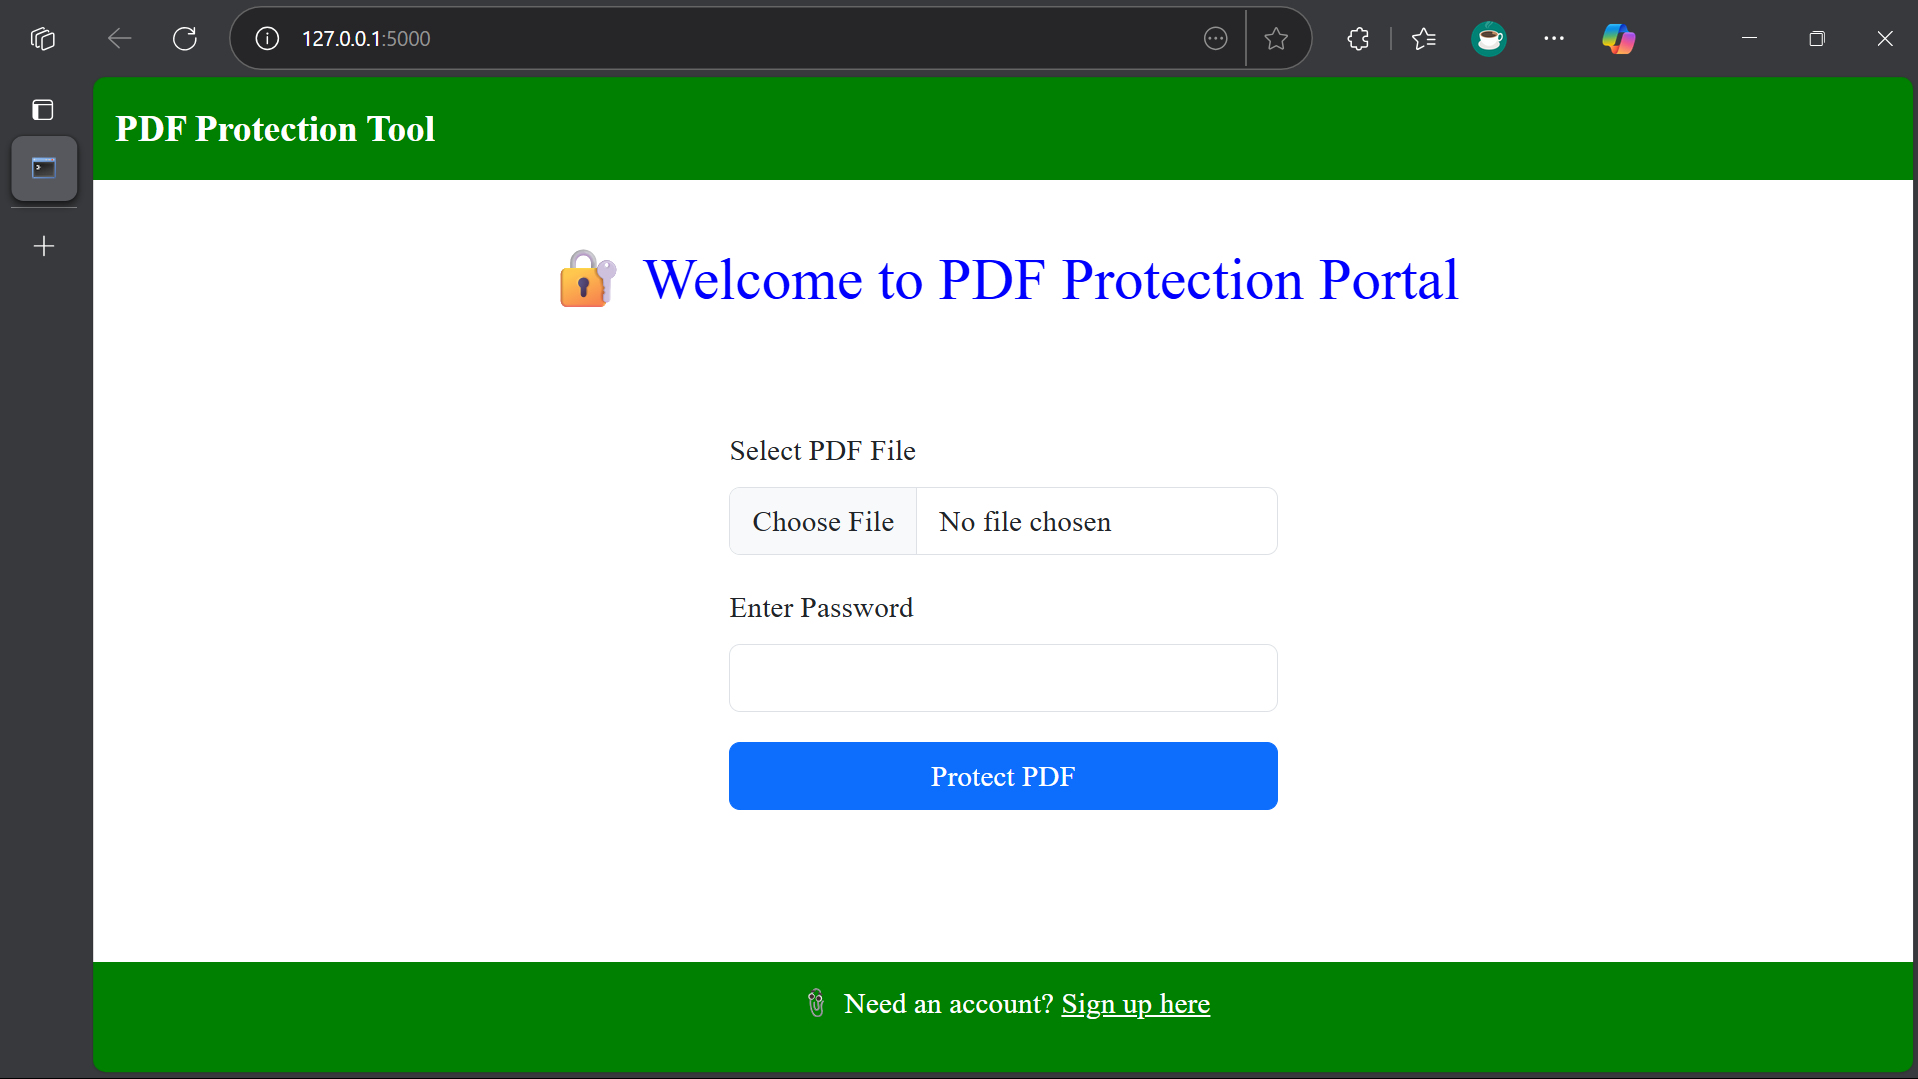 127.0.0.1:5000
PDF Protection Tool
Welcome to PDF Protection Portal
Select PDF File
Choose File No file chosen
Enter Password
Protect PDF
Need an account? Sign up here